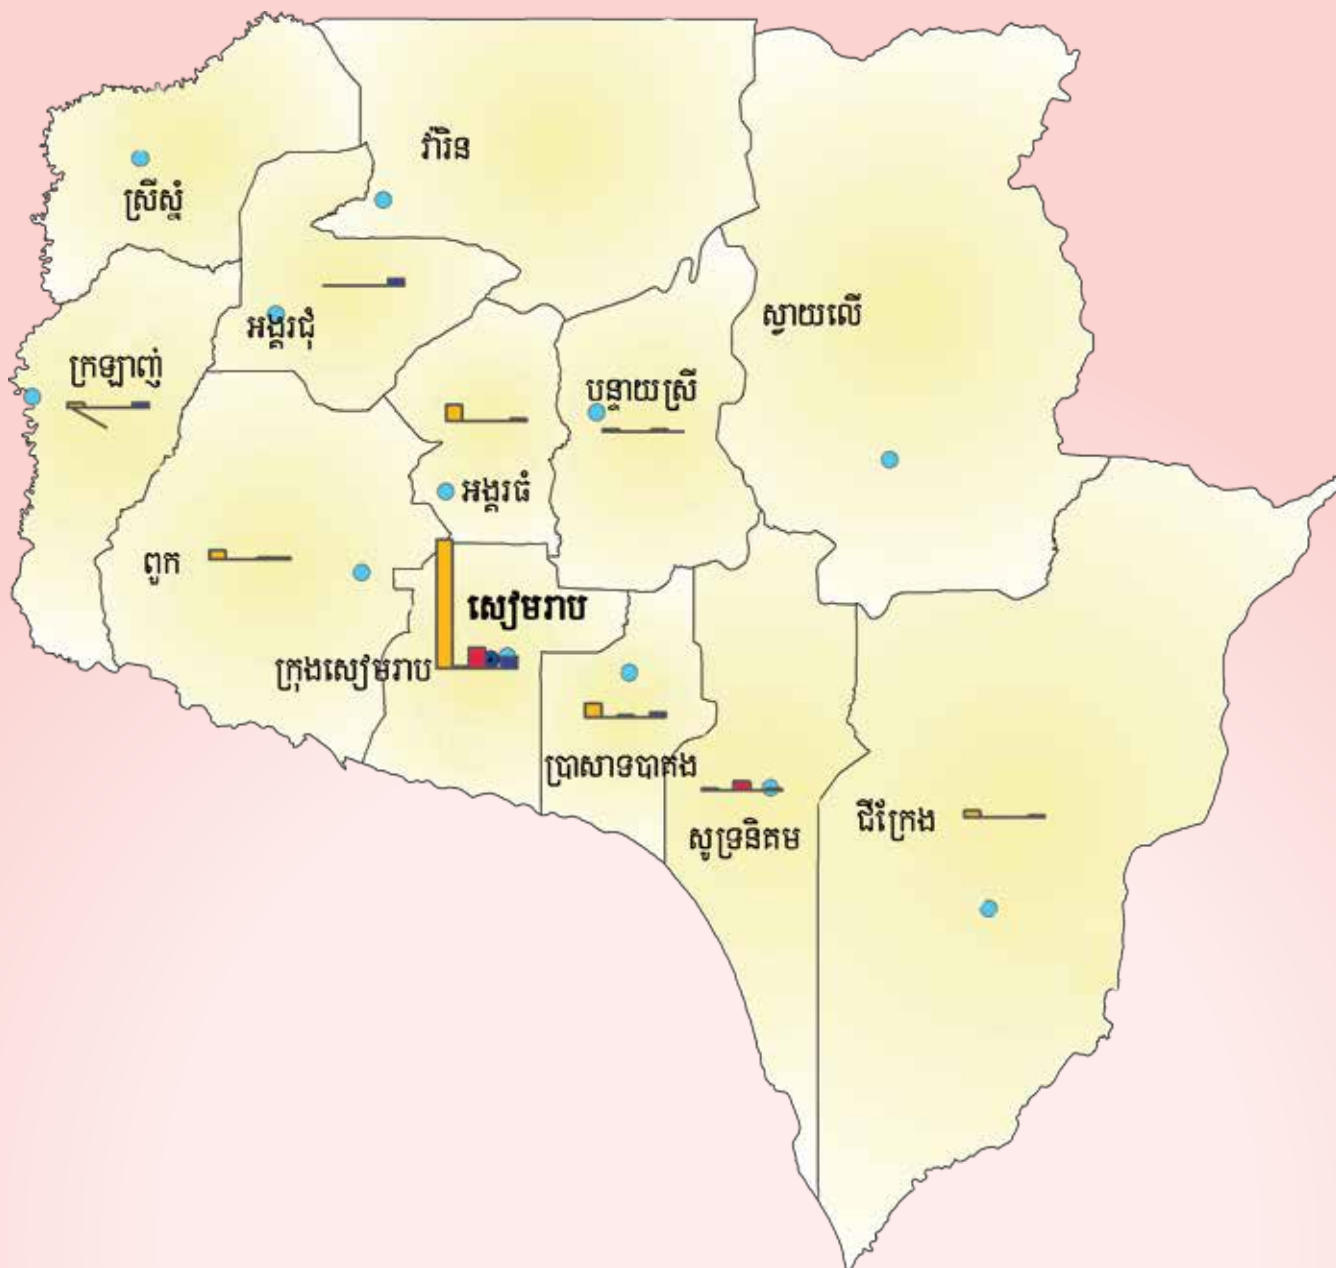 វ៉ារិន
ស្រីស្នំ
ស្វាយលើ
អង្គរជុំ
ក្រឡាញ់
បន្ទាយស្រី
អង្គរធំ
ពួក
សៀមរាប
ក្រុងសៀមរាប
ប្រាសាទបាគង
ជីក្រែង
សូទ្រនិគម